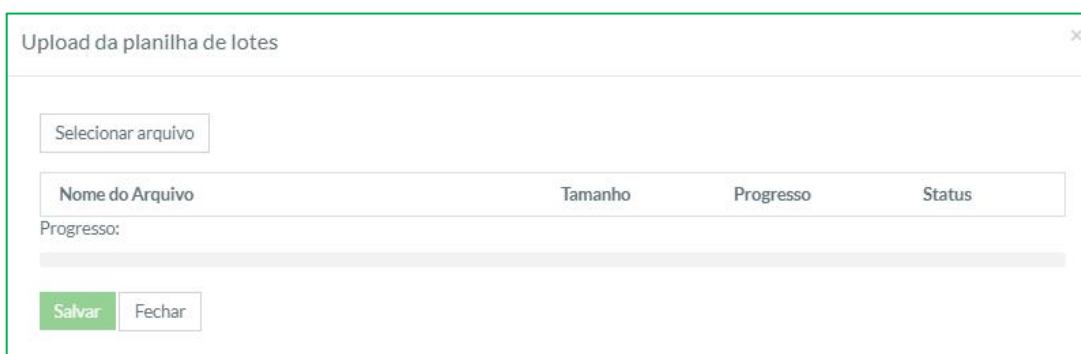 Upload da planilha de lotes ×
Selecionar arquivo
Nome do Arquivo Tamanho Progresso Status
Progresso:
Salvar Fechar